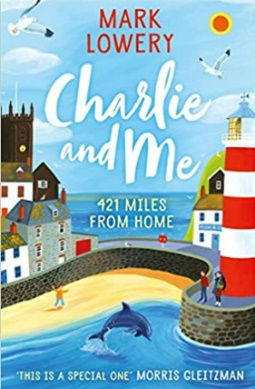 MARK
LOWERY
Charlie
and Me
421 MILES
FROM HOME
'THIS IS A SPECIAL ONE' MORRIS GLEITZMAN